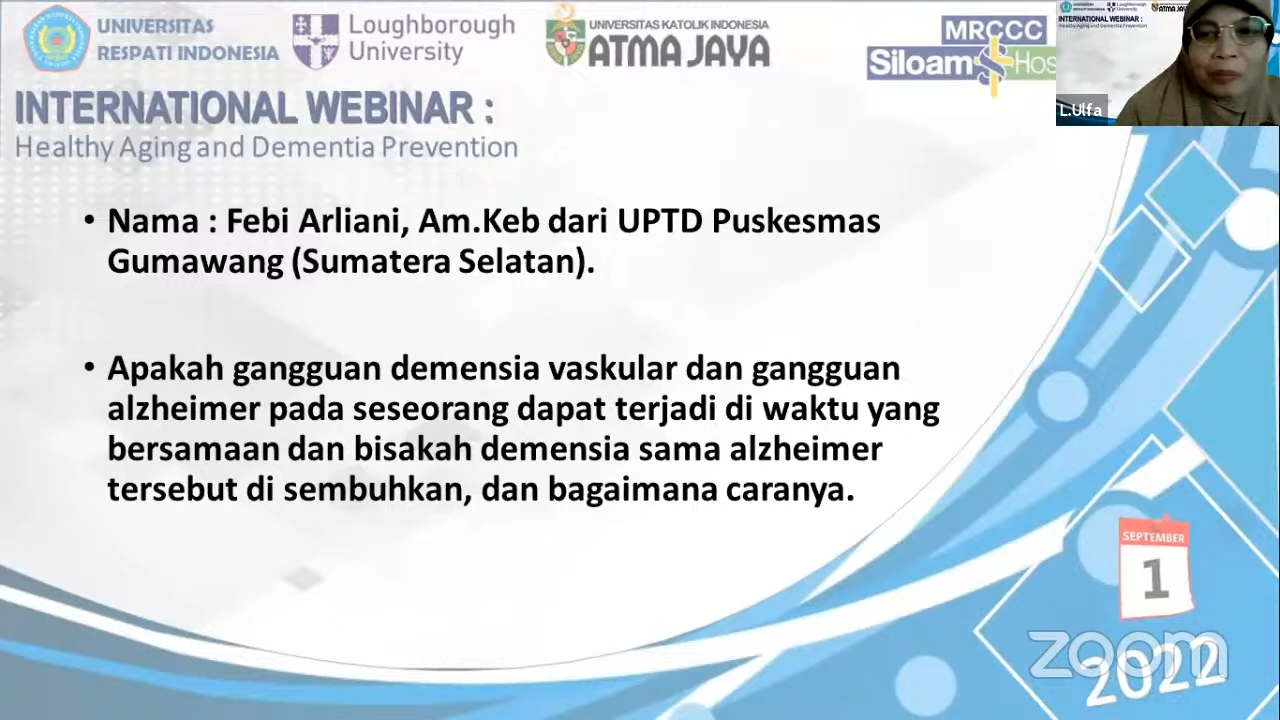 UNIVERSITAS
RESPATI INDONESIA
Loughborough
University
UNIVERSITAS KATOLIK INDONESIA
ATMA JAYA
MRCCC
Siloam Hos
INTERNATIONAL WEBINAR :
Healthy Aging and Dementia Prevention
L.Ulfa
• Nama : Febi Arliani, Am.Keb dari UPTD Puskesmas
Gumawang (Sumatera Selatan).
• Apakah gangguan demensia vaskular dan gangguan
alzheimer pada seseorang dapat terjadi di waktu yang
bersamaan dan bisakah demensia sama alzheimer
tersebut di sembuhkan, dan bagaimana caranya.
SEPTEMBER
1
zoom
2022